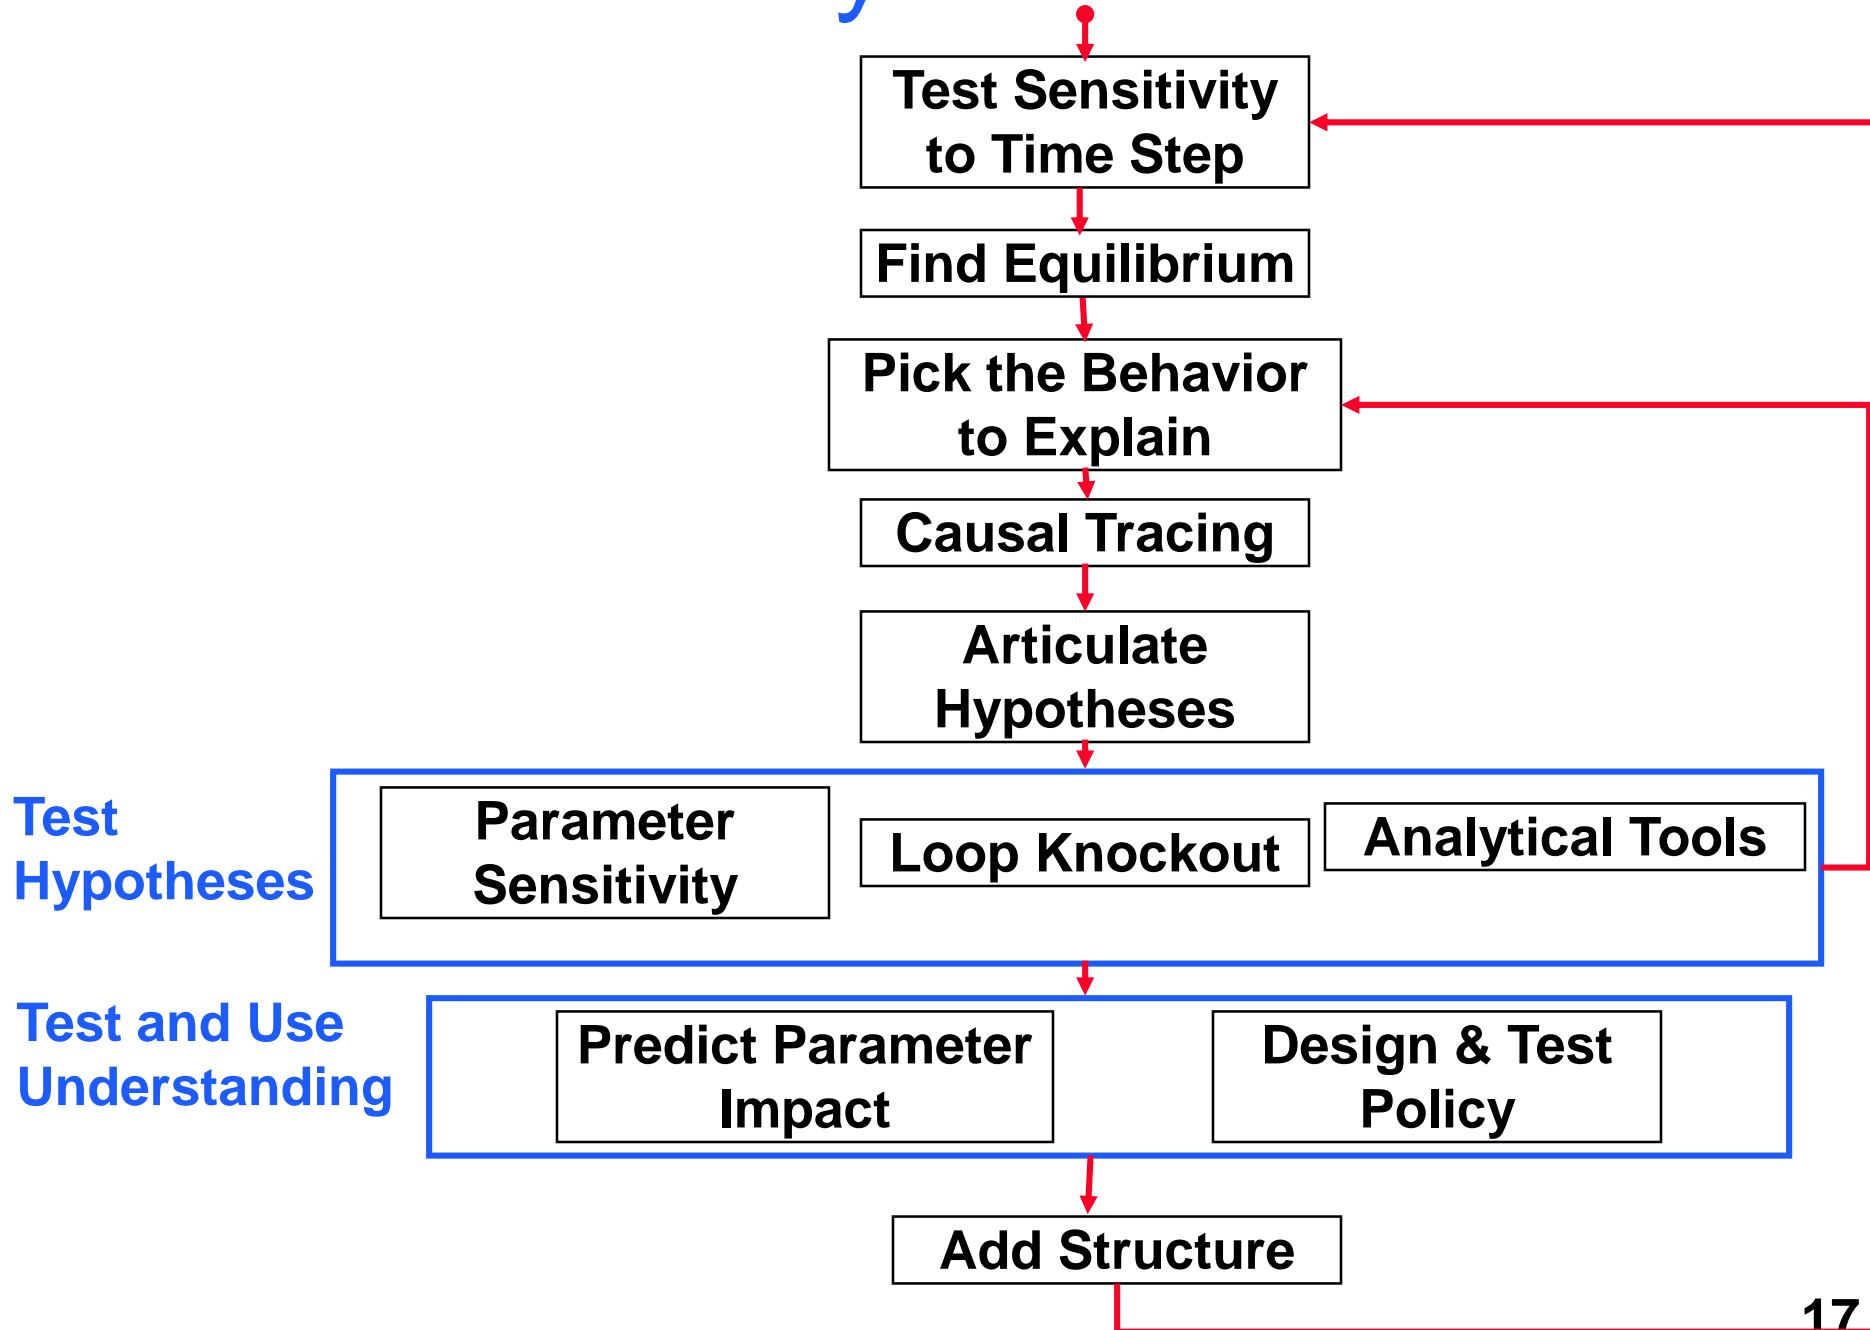 Test Sensitivity
to Time Step
Find Equilibrium
Pick the Behavior
to Explain
Causal Tracing
Articulate
Hypotheses
Test
Hypotheses
Parameter
Sensitivity
Loop Knockout
Analytical Tools
Test and Use
Understanding
Predict Parameter
Impact
Design & Test
Policy
Add Structure
17